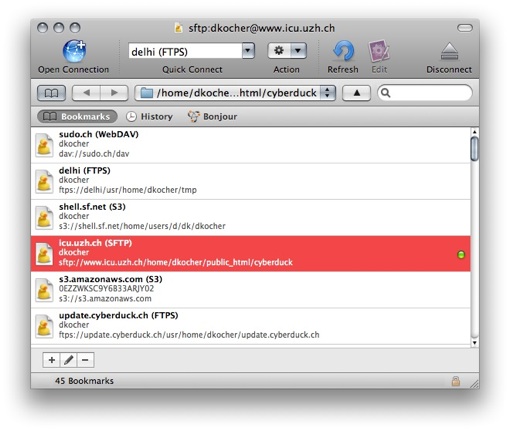 sftp:dkocher@www.icu.uzh.ch
delhi (FTPS)
Open Connection
Quick Connect
Action
Refresh
Edit
Disconnect
/home/dkoche...html/cyberduck
Bookmarks
History
Bonjour
sudo.ch (WebDAV)
dkocher
dav://sudo.ch/dav
delhi (FTPS)
dkocher
ftps://delhi/usr/home/dkocher/tmp
shell.sf.net (S3)
dkocher
s3://shell.sf.net/home/users/d/dk/dkocher
icu.uzh.ch (SFTP)
dkocher
sftp://www.icu.uzh.ch/home/dkocher/public_html/cyberduck
s3.amazonaws.com (S3)
0EZZWKSC9Y6833ARJY02
s3://s3.amazonaws.com
update.cyberduck.ch (FTPS)
dkocher
ftps://update.cyberduck.ch/usr/home/dkocher/update.cyberduck.ch
45 Bookmarks